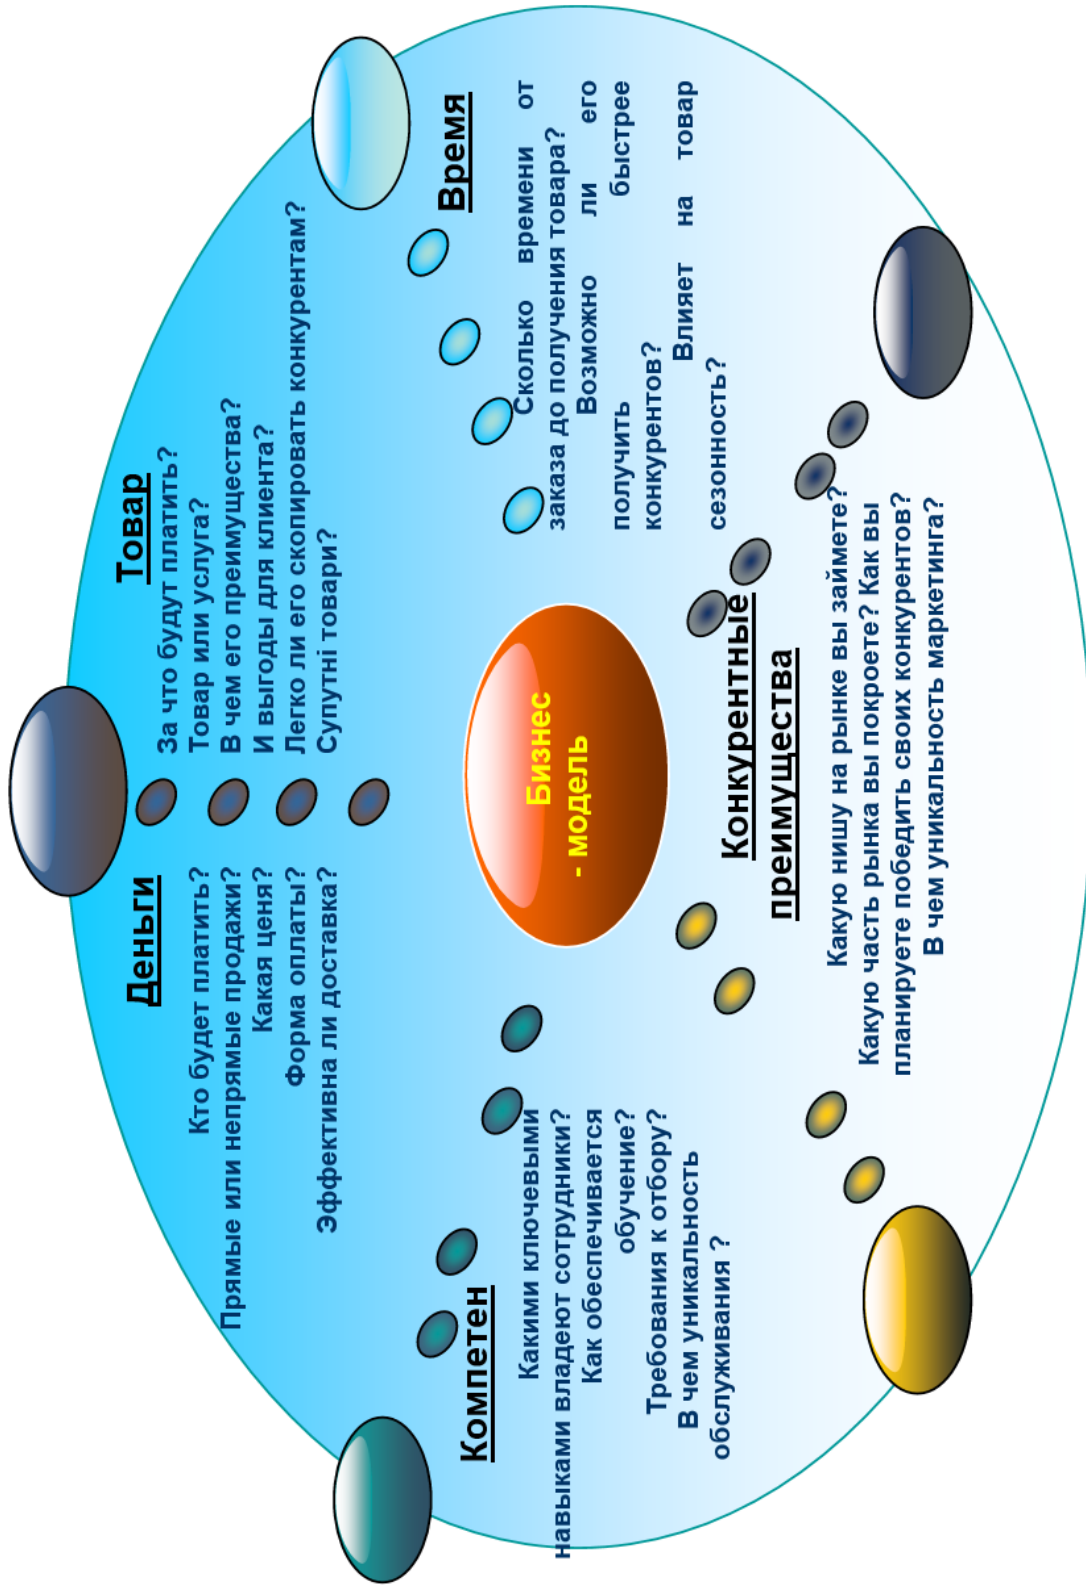 Деньги
Кто будет платить?
Прямые или непрямые продажи?
Какая ценя?
Форма оплаты?
Эффективна ли доставка?
Товар
За что будут платить?
Товар или услуга?
В чем его преимущества?
И выгоды для клиента?
Легко ли его скопировать конкурентам?
Супутні товари?
Компетен
Какими ключевыми
навыками владеют сотрудники?
Как обеспечивается
обучение?
Требования к отбору?
В чем уникальность
обслуживания ?
Бизнес
- модель
Время
Сколько времени от
заказа до получения товара?
Возможно ли его
получить быстрее
конкурентов?
Влияет на товар
сезонность?
Конкурентные
преимущества
Какую нишу на рынке вы займете?
Какую часть рынка вы покроете? Как вы
планируете победить своих конкурентов?
В чем уникальность маркетинга?